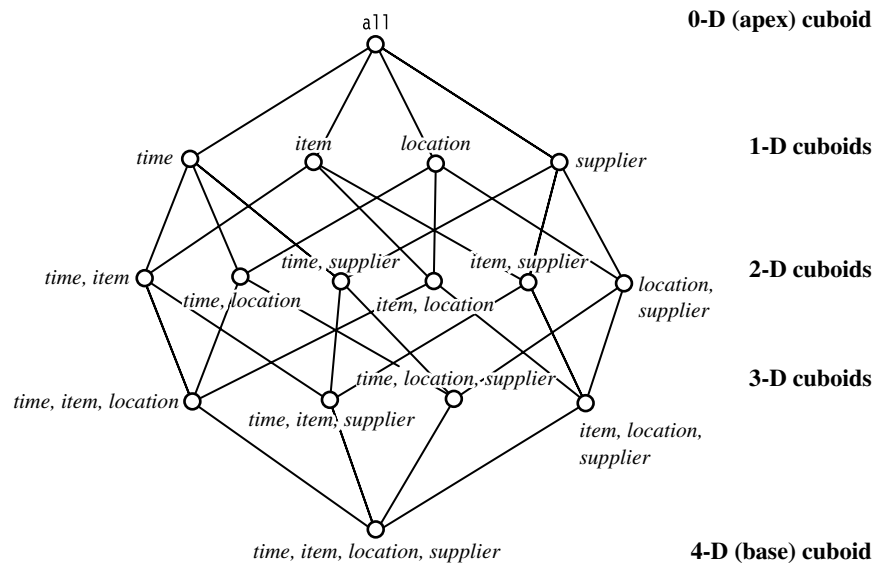 0-D (apex) cuboid
all
time
item
location
supplier
1-D cuboids
time, item
time, location
time, supplier
item, location
item, supplier
location,
supplier
2-D cuboids
time, item, location
time, item, supplier
time, location, supplier
item, location,
supplier
3-D cuboids
time, item, location, supplier
4-D (base) cuboid